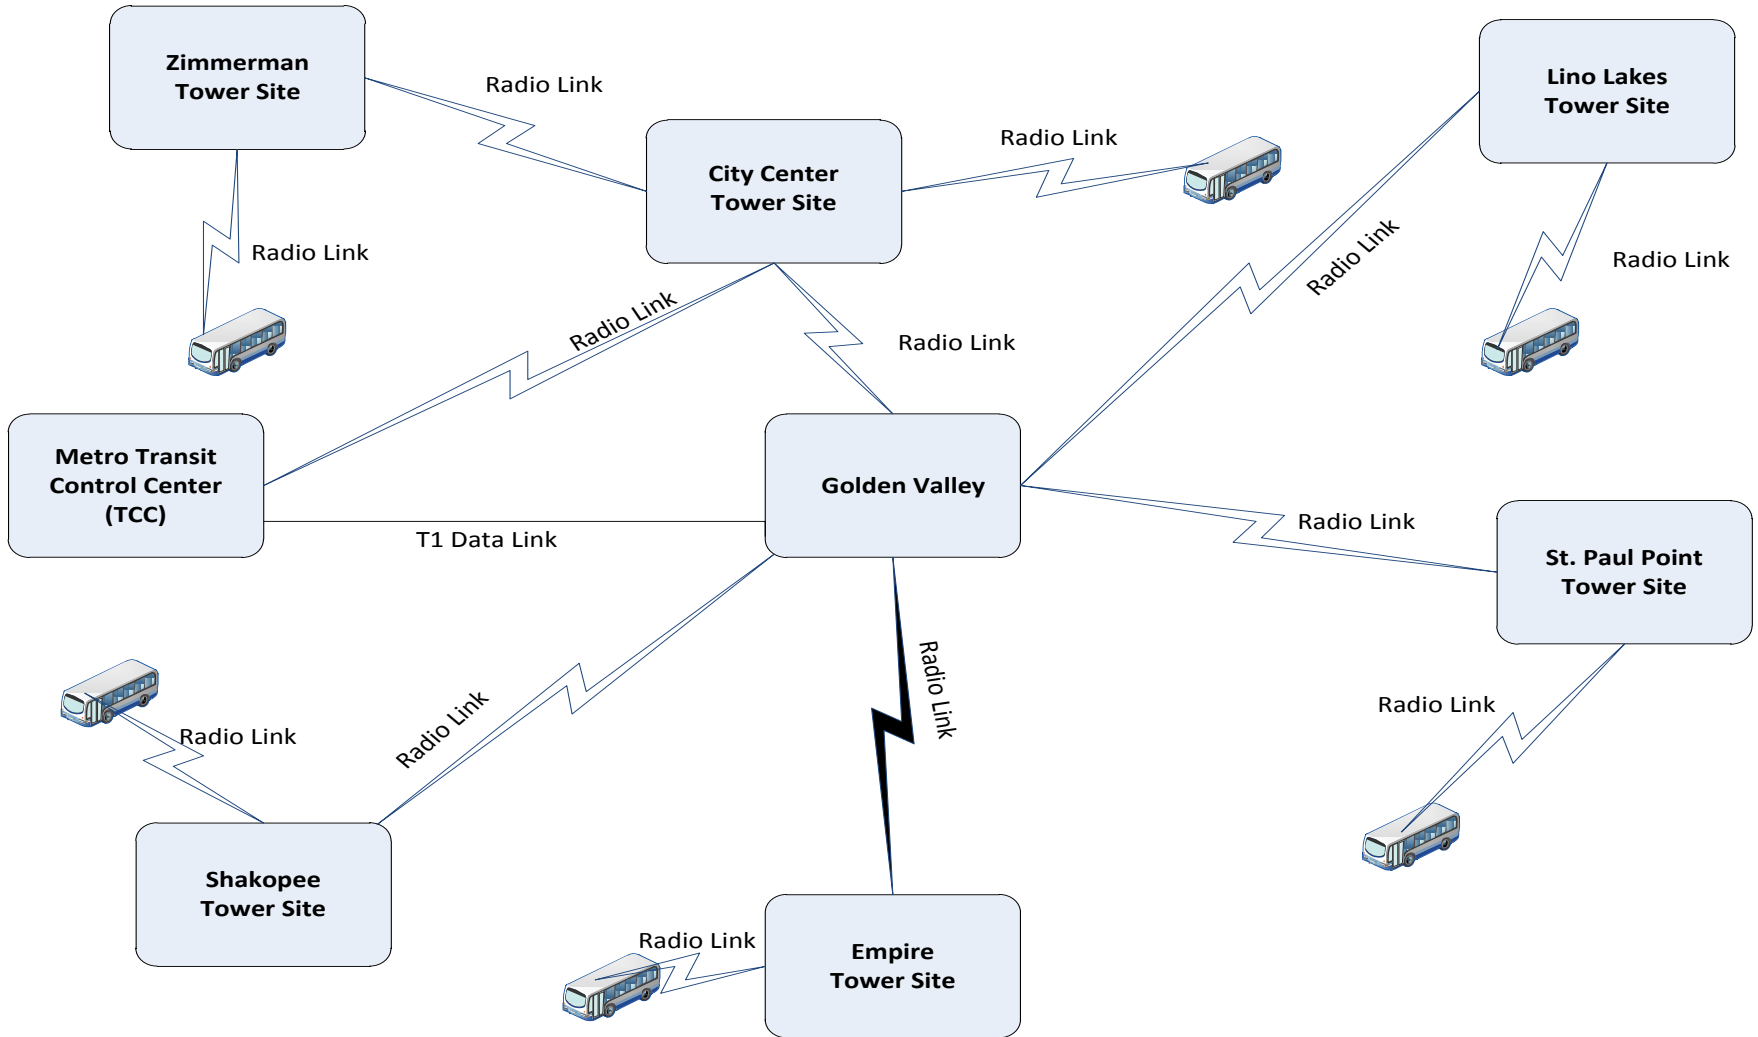 Zimmerman
Tower Site
Radio Link
Lino Lakes
Tower Site
Radio Link
City Center
Tower Site
Radio Link
Radio Link
Radio Link
Radio Link
Radio Link
Radio Link
Metro Transit
Control Center
(TCC)
Golden Valley
T1 Data Link
Radio Link
St. Paul Point
Tower Site
Radio Link
Radio Link
Radio Link
Radio Link
Shakopee
Tower Site
Radio Link
Empire
Tower Site